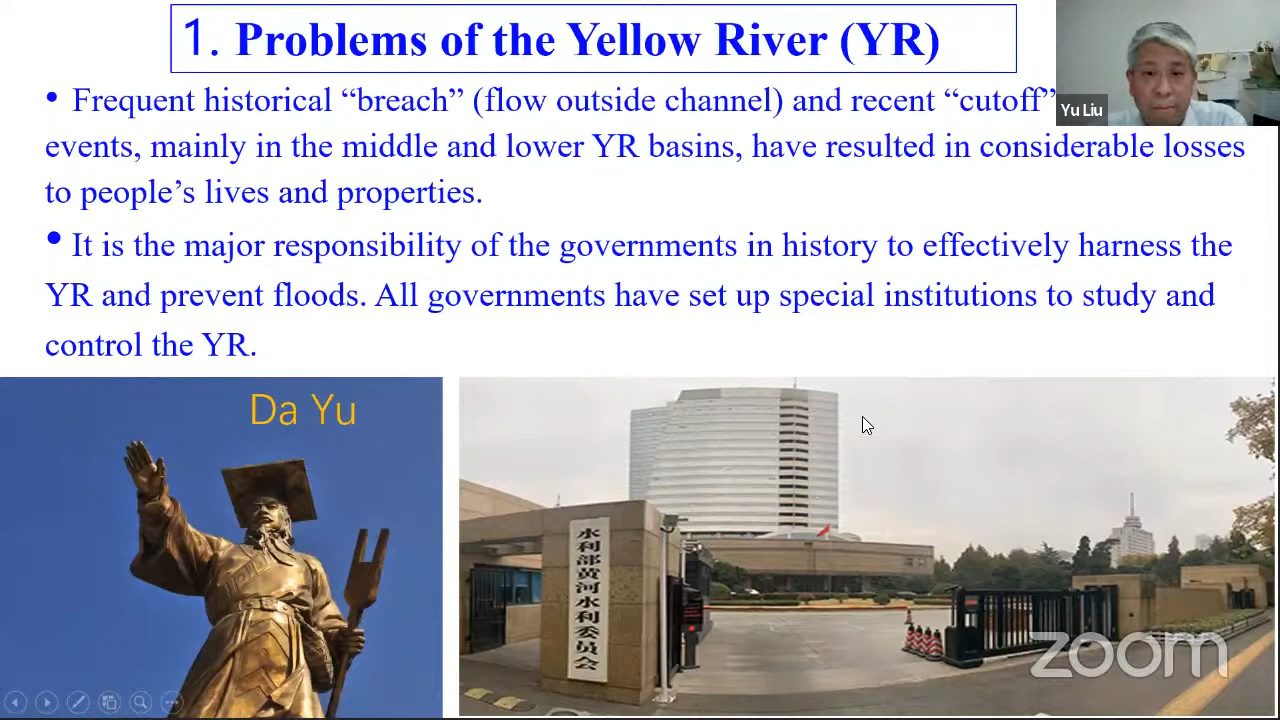 1. Problems of the Yellow River (YR)
• Frequent historical “breach” (flow outside channel) and recent “cutoff”
events, mainly in the middle and lower YR basins, have resulted in considerable losses
to people’s lives and properties.
• It is the major responsibility of the governments in history to effectively harness the
YR and prevent floods. All governments have set up special institutions to study and
control the YR.
Yu Liu
Da Yu
水利部黄河水利委员会
zoom